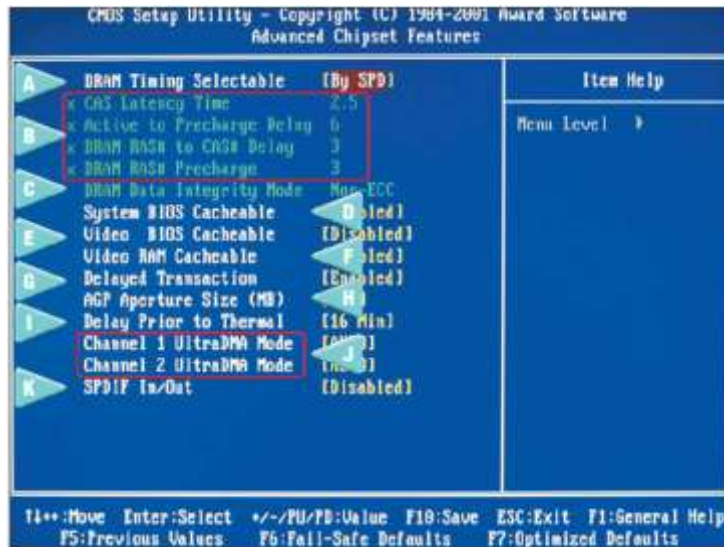 CMOS Setup Utility - Copyright (C) 1984-2001 Award Software
Advanced Chipset Features
A DRAM Timing Selectable [By SPD]
x CAS Latency Time 2.5
B x Active to Precharge Delay 6
x DRAM RAS# to CAS# Delay 3
x DRAM RAS# Precharge 3
C DRAM Data Integrity Mode Non-ECC
System BIOS Cacheable D bled]
E Video BIOS Cacheable [Disabled]
Video RAM Cacheable F bled]
G Delayed Transaction [Enabled]
AGP Aperture Size (MB) H ]
I Delay Prior to Thermal [16 Min]
Channel 1 UltraDMA Mode
J
Channel 2 UltraDMA Mode
K SPDIF In/Out [Disabled]
Item Help
Menu Level
↑↓↔:Move Enter:Select +/-/PU/PD:Value F10:Save ESC:Exit F1:General Help
F5:Previous Values F6:Fail-Safe Defaults F7:Optimized Defaults